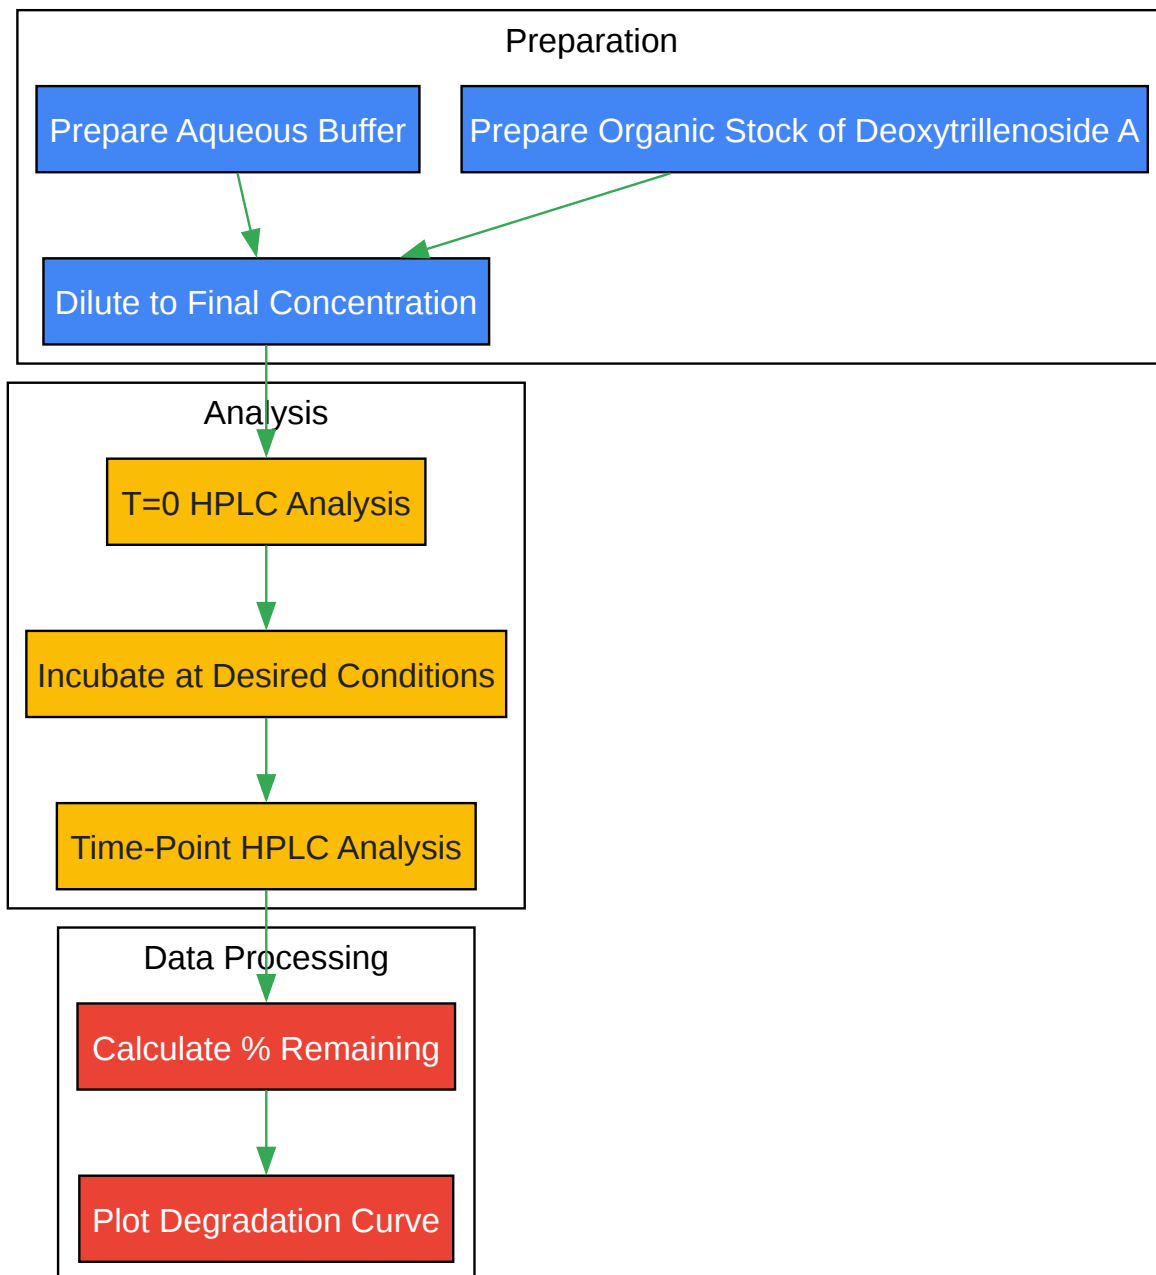 Preparation
Prepare Aqueous Buffer
Prepare Organic Stock of Deoxytrillenoside A
Dilute to Final Concentration
Analysis
T=0 HPLC Analysis
Incubate at Desired Conditions
Time-Point HPLC Analysis
Data Processing
Calculate % Remaining
Plot Degradation Curve